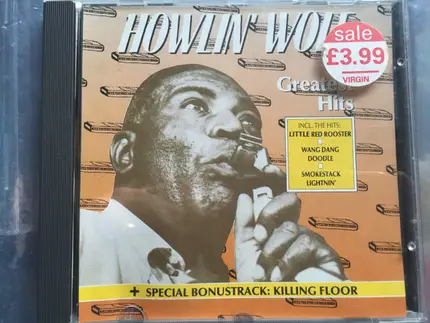 HOWLIN' WOLF
sale
£3.99
VIRGIN
Greatest
Hits
INCL. THE HITS:
LITTLE RED ROOSTER
WANG DANG
DOODLE
SMOKESTACK
LIGHTNIN'
+ SPECIAL BONUSTRACK: KILLING FLOOR